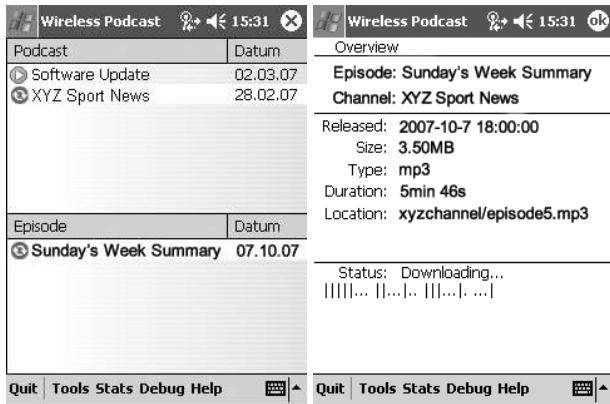 Wireless Podcast 15:31
Podcast Datum
Software Update 02.03.07
XYZ Sport News 28.02.07
Episode Datum
Sunday's Week Summary 07.10.07
Quit Tools Stats Debug Help
Wireless Podcast 15:31 ok
Overview
Episode: Sunday's Week Summary
Channel: XYZ Sport News
Released: 2007-10-7 18:00:00
Size: 3.50MB
Type: mp3
Duration: 5min 46s
Location: xyzchannel/episode5.mp3
Status: Downloading...
|||||... ||...|.. |||...|. ...|
Quit Tools Stats Debug Help